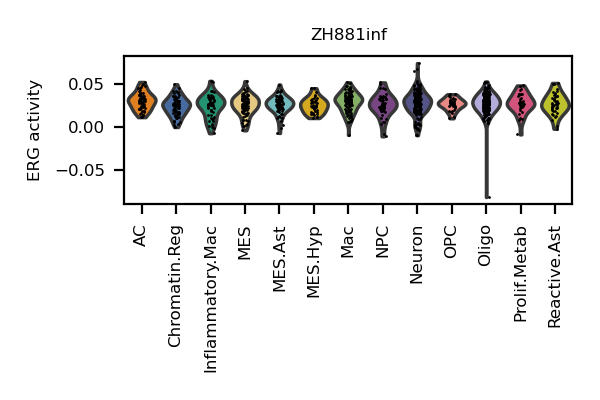 ZH881inf
ERG activity
0.05
0.00
−0.05
AC
Chromatin.Reg
Inflammatory.Mac
MES
MES.Ast
MES.Hyp
Mac
NPC
Neuron
OPC
Oligo
Prolif.Metab
Reactive.Ast